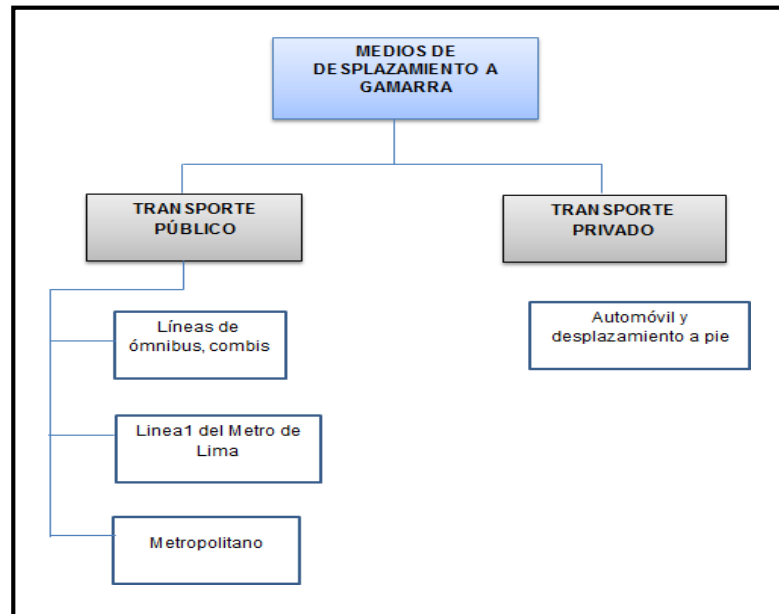 MEDIOS DE
DESPLAZAMIENTO A
GAMARRA
TRANSPORTE
PÚBLICO
TRANSPORTE
PRIVADO
Líneas de
ómnibus, combis
Automóvil y
desplazamiento a pie
Linea1 del Metro de
Lima
Metropolitano